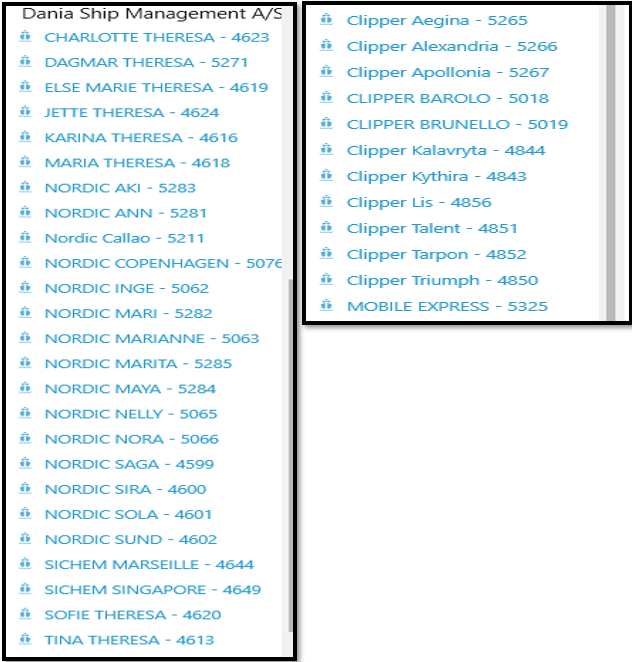 Dania Ship Management A/S
CHARLOTTE THERESA - 4623
DAGMAR THERESA - 5271
ELSE MARIE THERESA - 4619
JETTE THERESA - 4624
KARINA THERESA - 4616
MARIA THERESA - 4618
NORDIC AKI - 5283
NORDIC ANN - 5281
Nordic Callao - 5211
NORDIC COPENHAGEN - 5076
NORDIC INGE - 5062
NORDIC MARI - 5282
NORDIC MARIANNE - 5063
NORDIC MARITA - 5285
NORDIC MAYA - 5284
NORDIC NELLY - 5065
NORDIC NORA - 5066
NORDIC SAGA - 4599
NORDIC SIRA - 4600
NORDIC SOLA - 4601
NORDIC SUND - 4602
SICHEM MARSEILLE - 4644
SICHEM SINGAPORE - 4649
SOFIE THERESA - 4620
TINA THERESA - 4613
Clipper Aegina - 5265
Clipper Alexandria - 5266
Clipper Apollonia - 5267
CLIPPER BAROLO - 5018
CLIPPER BRUNELLO - 5019
Clipper Kalavryta - 4844
Clipper Kythira - 4843
Clipper Lis - 4856
Clipper Talent - 4851
Clipper Tarpon - 4852
Clipper Triumph - 4850
MOBILE EXPRESS - 5325